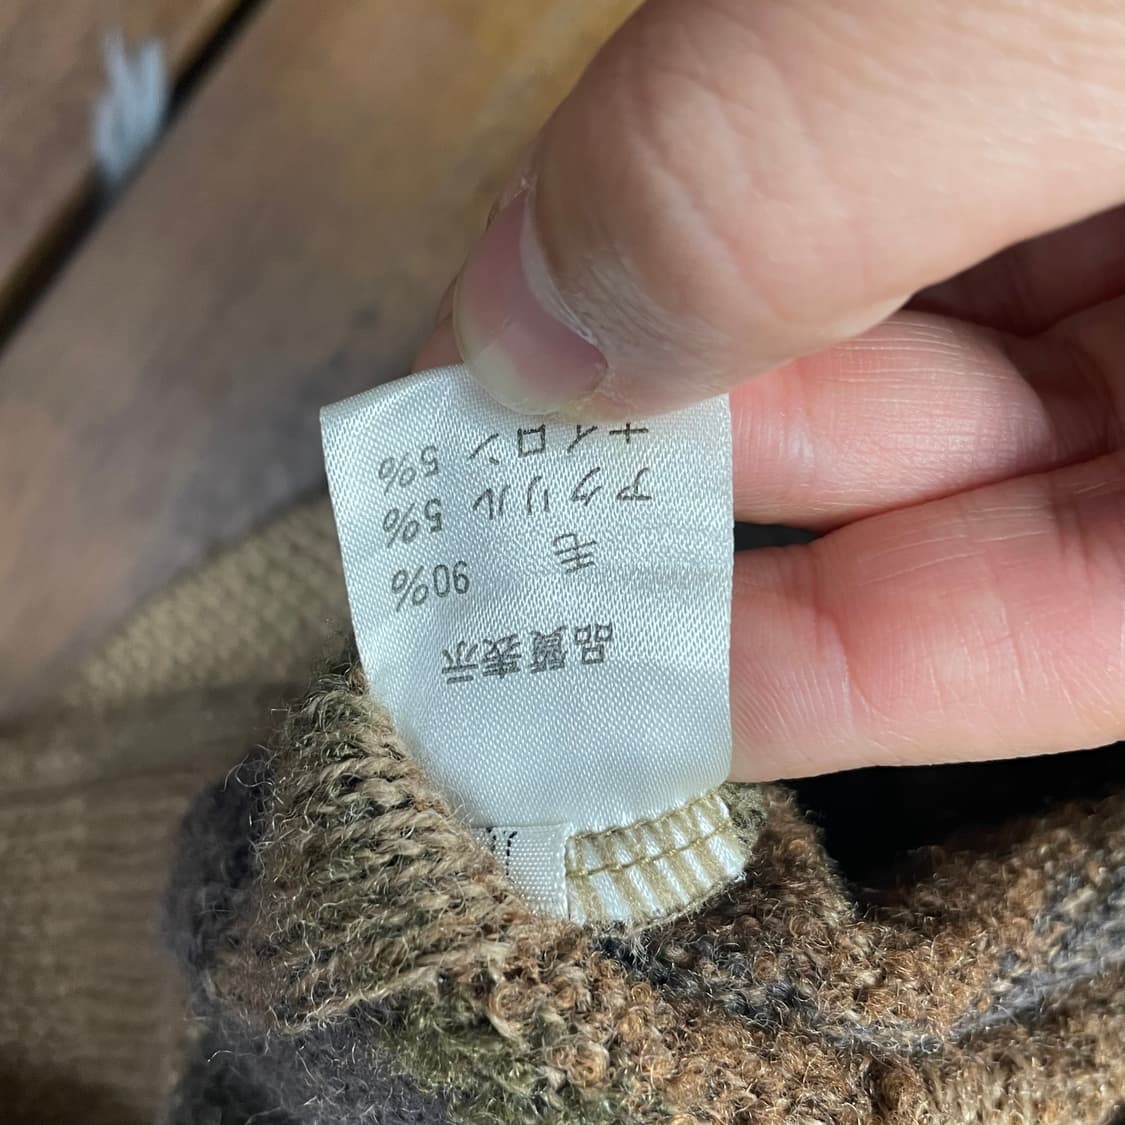 品質表示
毛 90%
アクリル 5%
ナイロン 5%